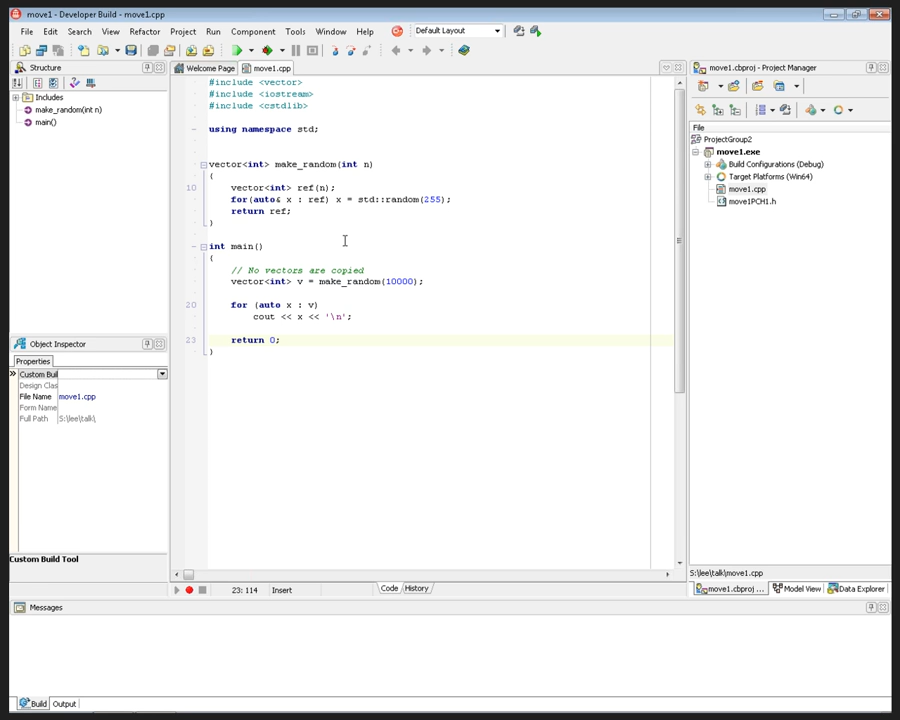 move1 - Developer Build - move1.cpp
File Edit Search View Refactor Project Run Component Tools Window Help
Default Layout
Structure
Welcome Page
move1.cpp
move1.cbproj - Project Manager
Includes
make_random(int n)
main()
#include <vector>
#include <iostream>
#include <cstdlib>
using namespace std;
vector<int> make_random(int n)
{
10 vector<int> ref(n);
for(auto& x : ref) x = std::random(255);
return ref;
}
int main()
{
// No vectors are copied
vector<int> v = make_random(10000);
20 for (auto x : v)
cout << x << '\n';
23 return 0;
}
File
ProjectGroup2
move1.exe
Build Configurations (Debug)
Target Platforms (Win64)
move1.cpp
move1PCH1.h
Object Inspector
Properties
Custom Buil
Design Clas
File Name move1.cpp
Form Name
Full Path S:\lee\talk\
Custom Build Tool
S:\lee\talk\move1.cpp
23: 114 Insert
Code History
move1.cbproj ... Model View Data Explorer
Messages
Build Output